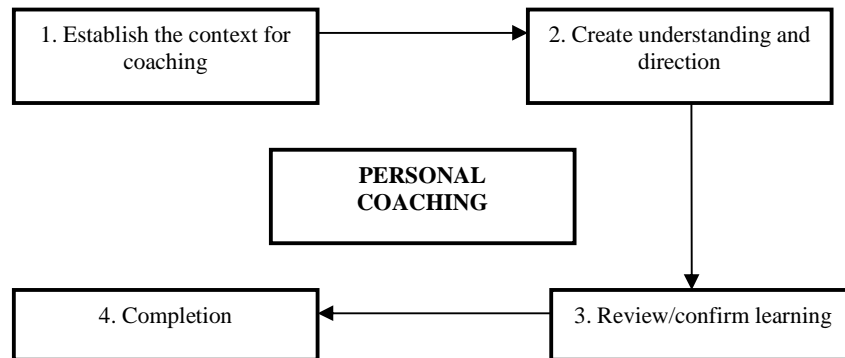 1. Establish the context for
coaching
2. Create understanding and
direction
PERSONAL
COACHING
4. Completion
3. Review/confirm learning